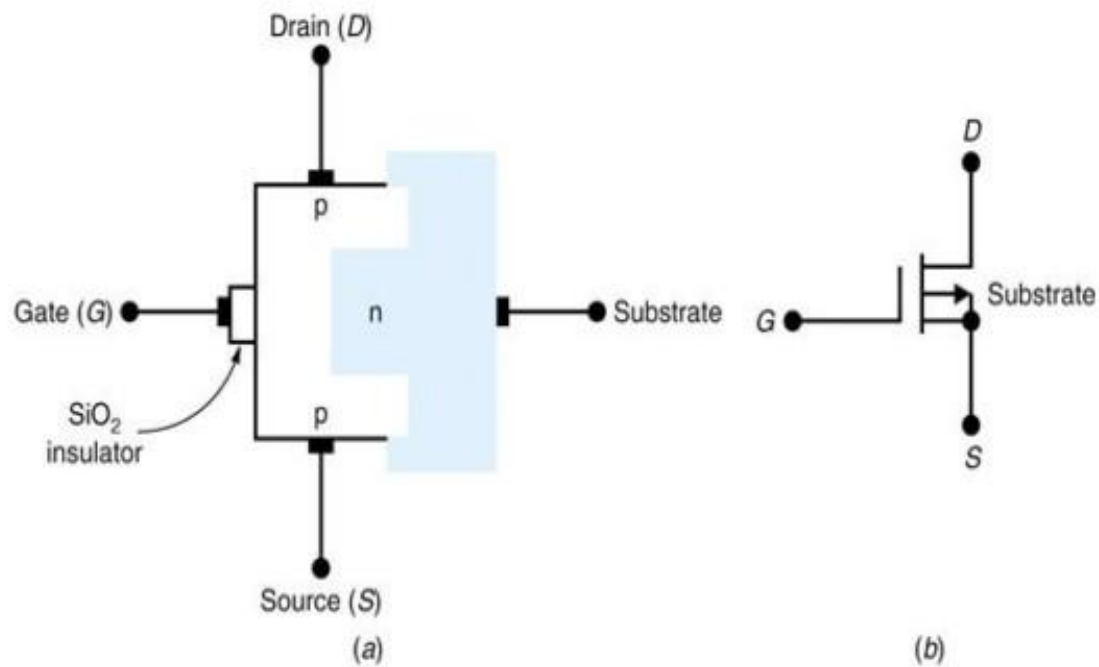 Drain (D)
p
Gate (G)
n
Substrate
SiO₂
insulator
p
Source (S)
(a)
D
Substrate
G
S
(b)